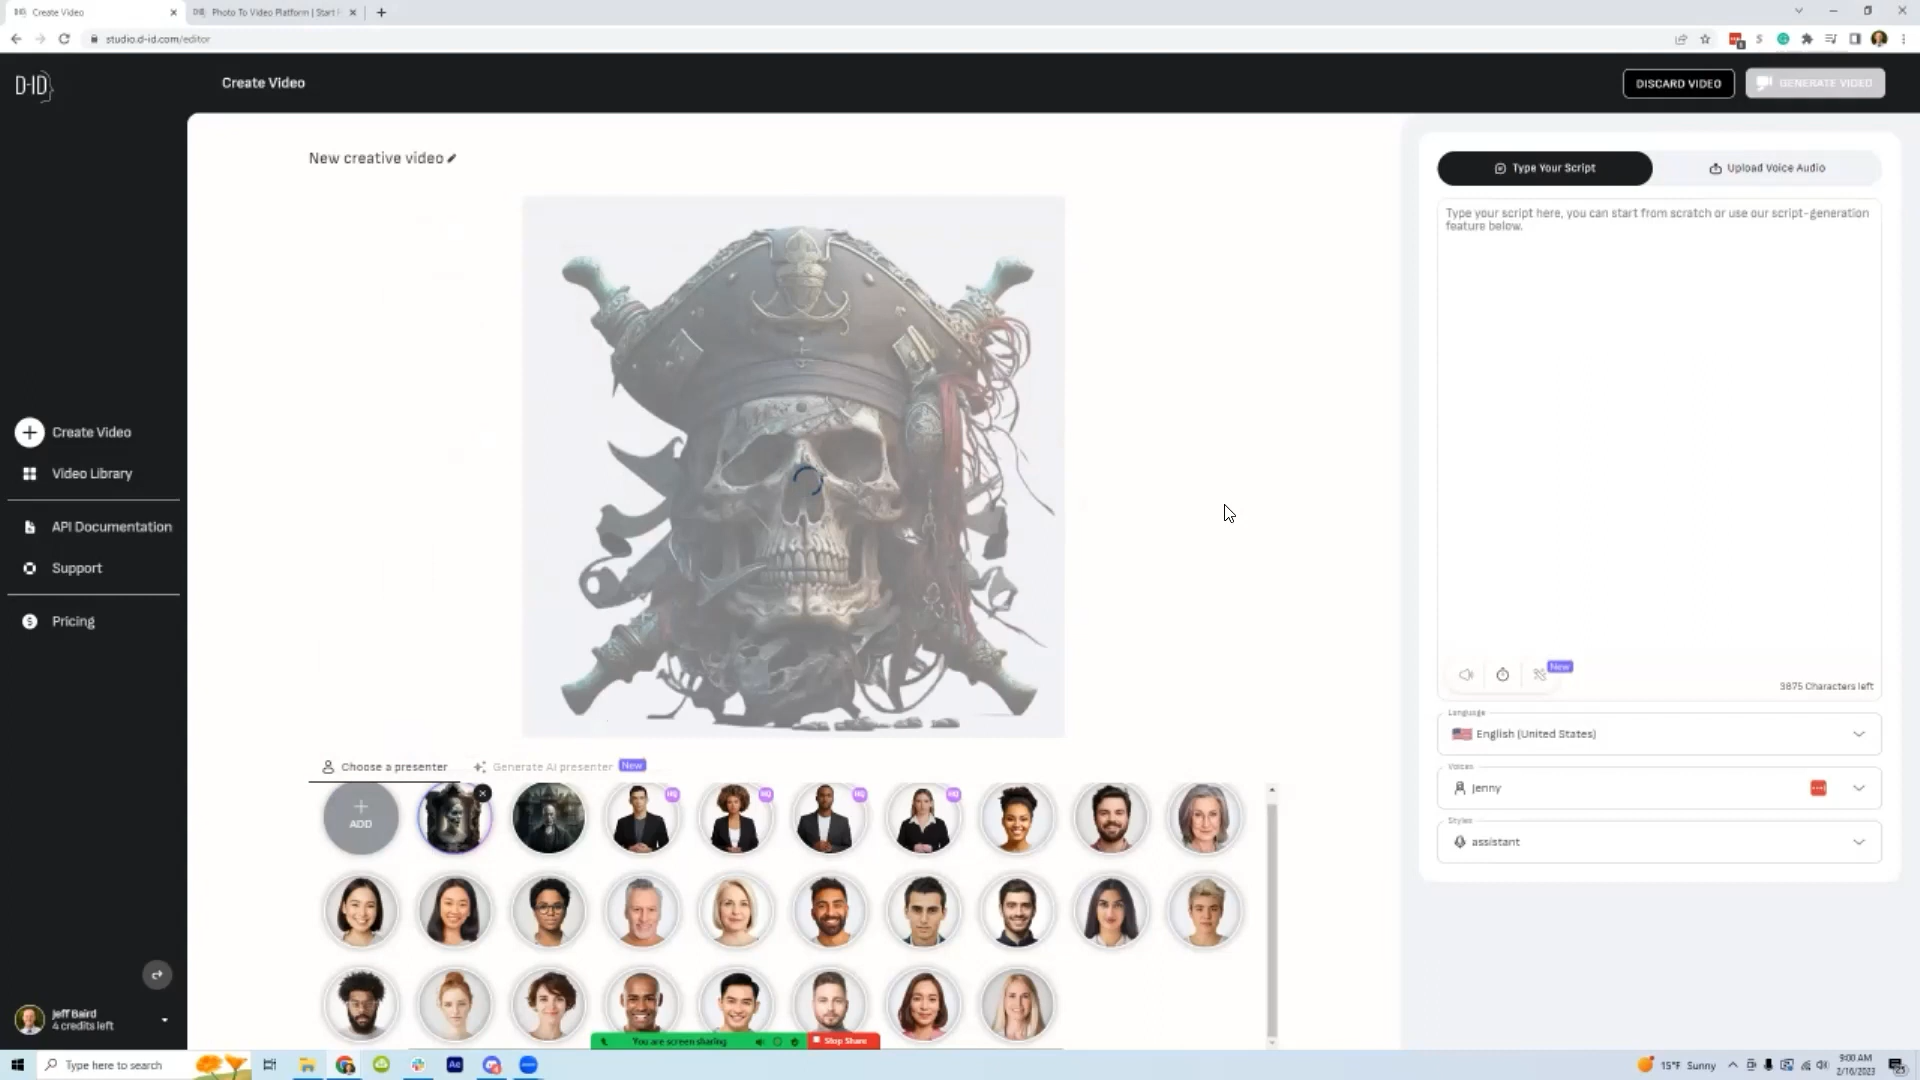 Create Video
Photo To Video Platform | Start F
studio.d-id.com/editor
D-ID
Create Video
DISCARD VIDEO
GENERATE VIDEO
New creative video
Type Your Script
Upload Voice Audio
Type your script here, you can start from scratch or use our script-generation
feature below.
Create Video
Video Library
API Documentation
Support
Pricing
New
3875 Characters left
Language
English (United States)
Voices
Jenny
Styles
assistant
Choose a presenter
Generate AI presenter
New
ADD
HQ
HQ
HQ
HQ
Jeff Baird
4 credits left
You are screen sharing
Stop Share
Type here to search
Ae
15°F Sunny
9:00 AM
2/16/2023